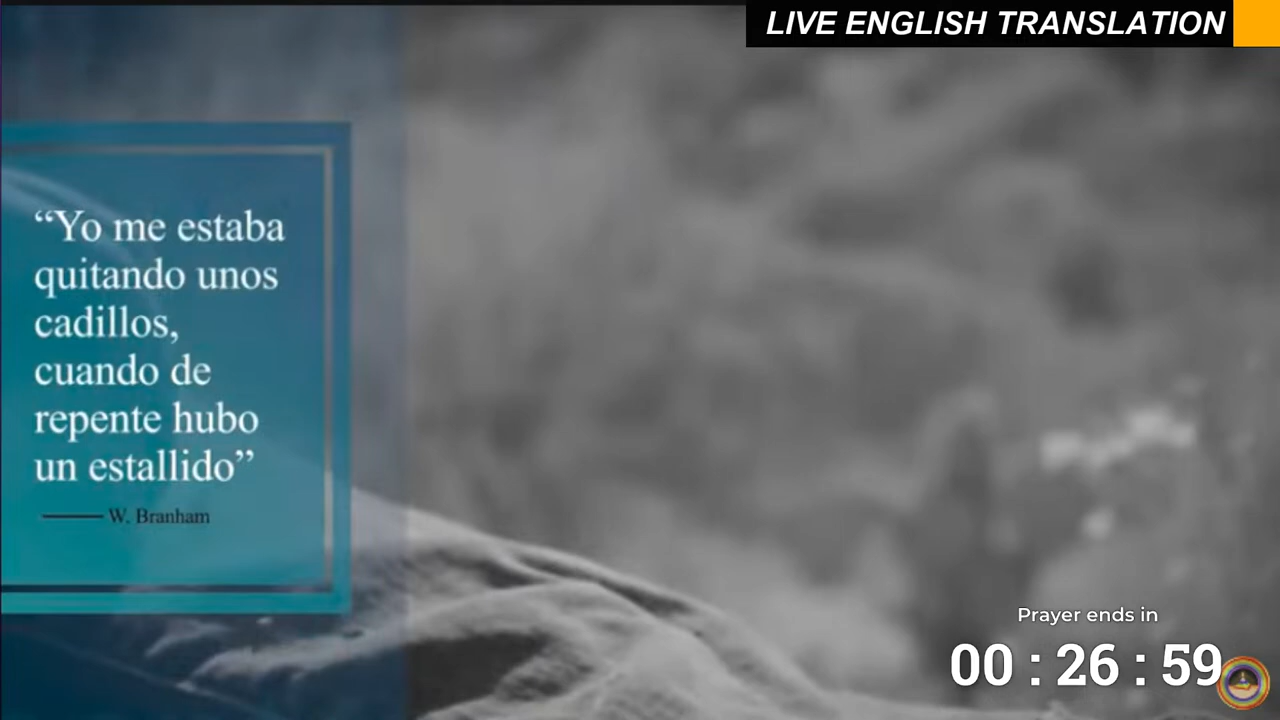 LIVE ENGLISH TRANSLATION
“Yo me estaba
quitando unos
cadillos,
cuando de
repente hubo
un estallido”
W. Branham
Prayer ends in
00 : 26 : 59